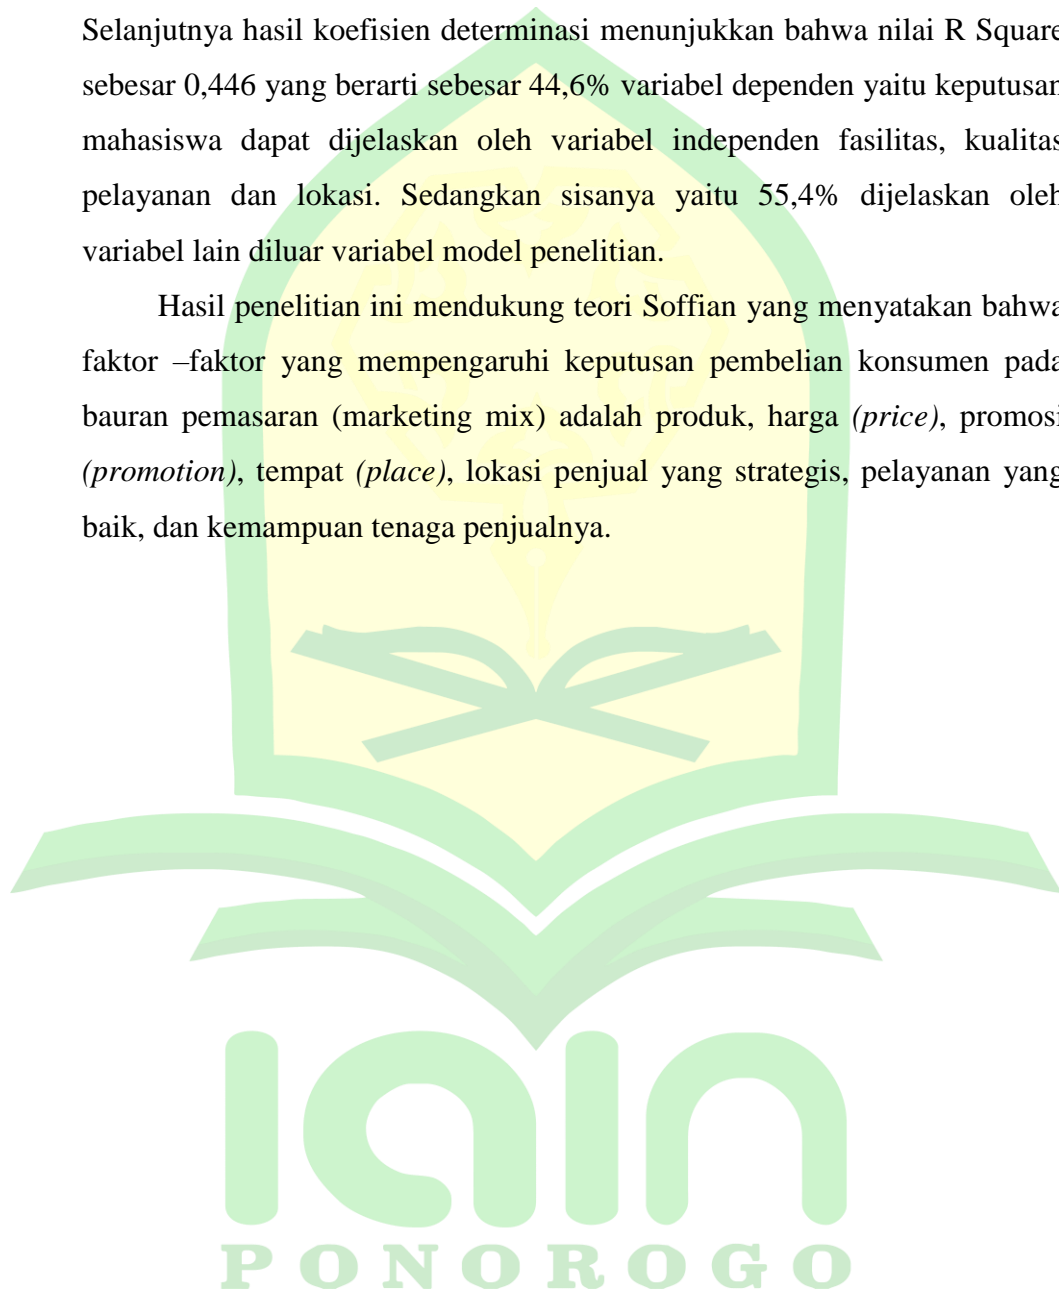 Selanjutnya hasil koefisien determinasi menunjukkan bahwa nilai R Square
sebesar 0,446 yang berarti sebesar 44,6% variabel dependen yaitu keputusan
mahasiswa dapat dijelaskan oleh variabel independen fasilitas, kualitas
pelayanan dan lokasi. Sedangkan sisanya yaitu 55,4% dijelaskan oleh
variabel lain diluar variabel model penelitian.
Hasil penelitian ini mendukung teori Soffian yang menyatakan bahwa
faktor –faktor yang mempengaruhi keputusan pembelian konsumen pada
bauran pemasaran (marketing mix) adalah produk, harga (price), promosi
(promotion), tempat (place), lokasi penjual yang strategis, pelayanan yang
baik, dan kemampuan tenaga penjualnya.
iain
PONOROGO